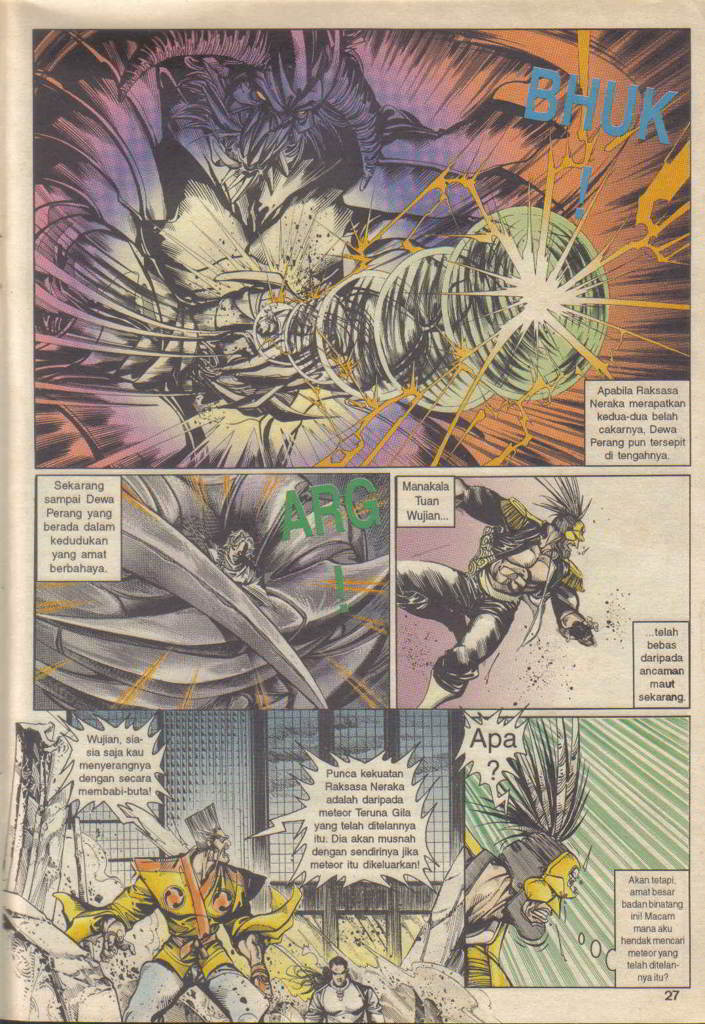 BHUK
!
Apabila Raksasa
Neraka merapatkan
kedua-dua belah
cakarnya, Dewa
Perang pun tersepit
di tengahnya.
Sekarang
sampai Dewa
Perang yang
berada dalam
kedudukan
yang amat
berbahaya.
ARG
!
Manakala
Tuan
Wujian...
...telah
bebas
daripada
ancaman
maut
sekarang.
Wujian, sia-
sia saja kau
menyerangnya
dengan secara
membabi-buta!
Punca kekuatan
Raksasa Neraka
adalah daripada
meteor Teruna Gila
yang telah ditelannya
itu. Dia akan musnah
dengan sendirinya jika
meteor itu dikeluarkan!
Apa
?
Akan tetapi,
amat besar
badan binatang
ini! Macam
mana aku
hendak mencari
meteor yang
telah ditelan-
nya itu?
27